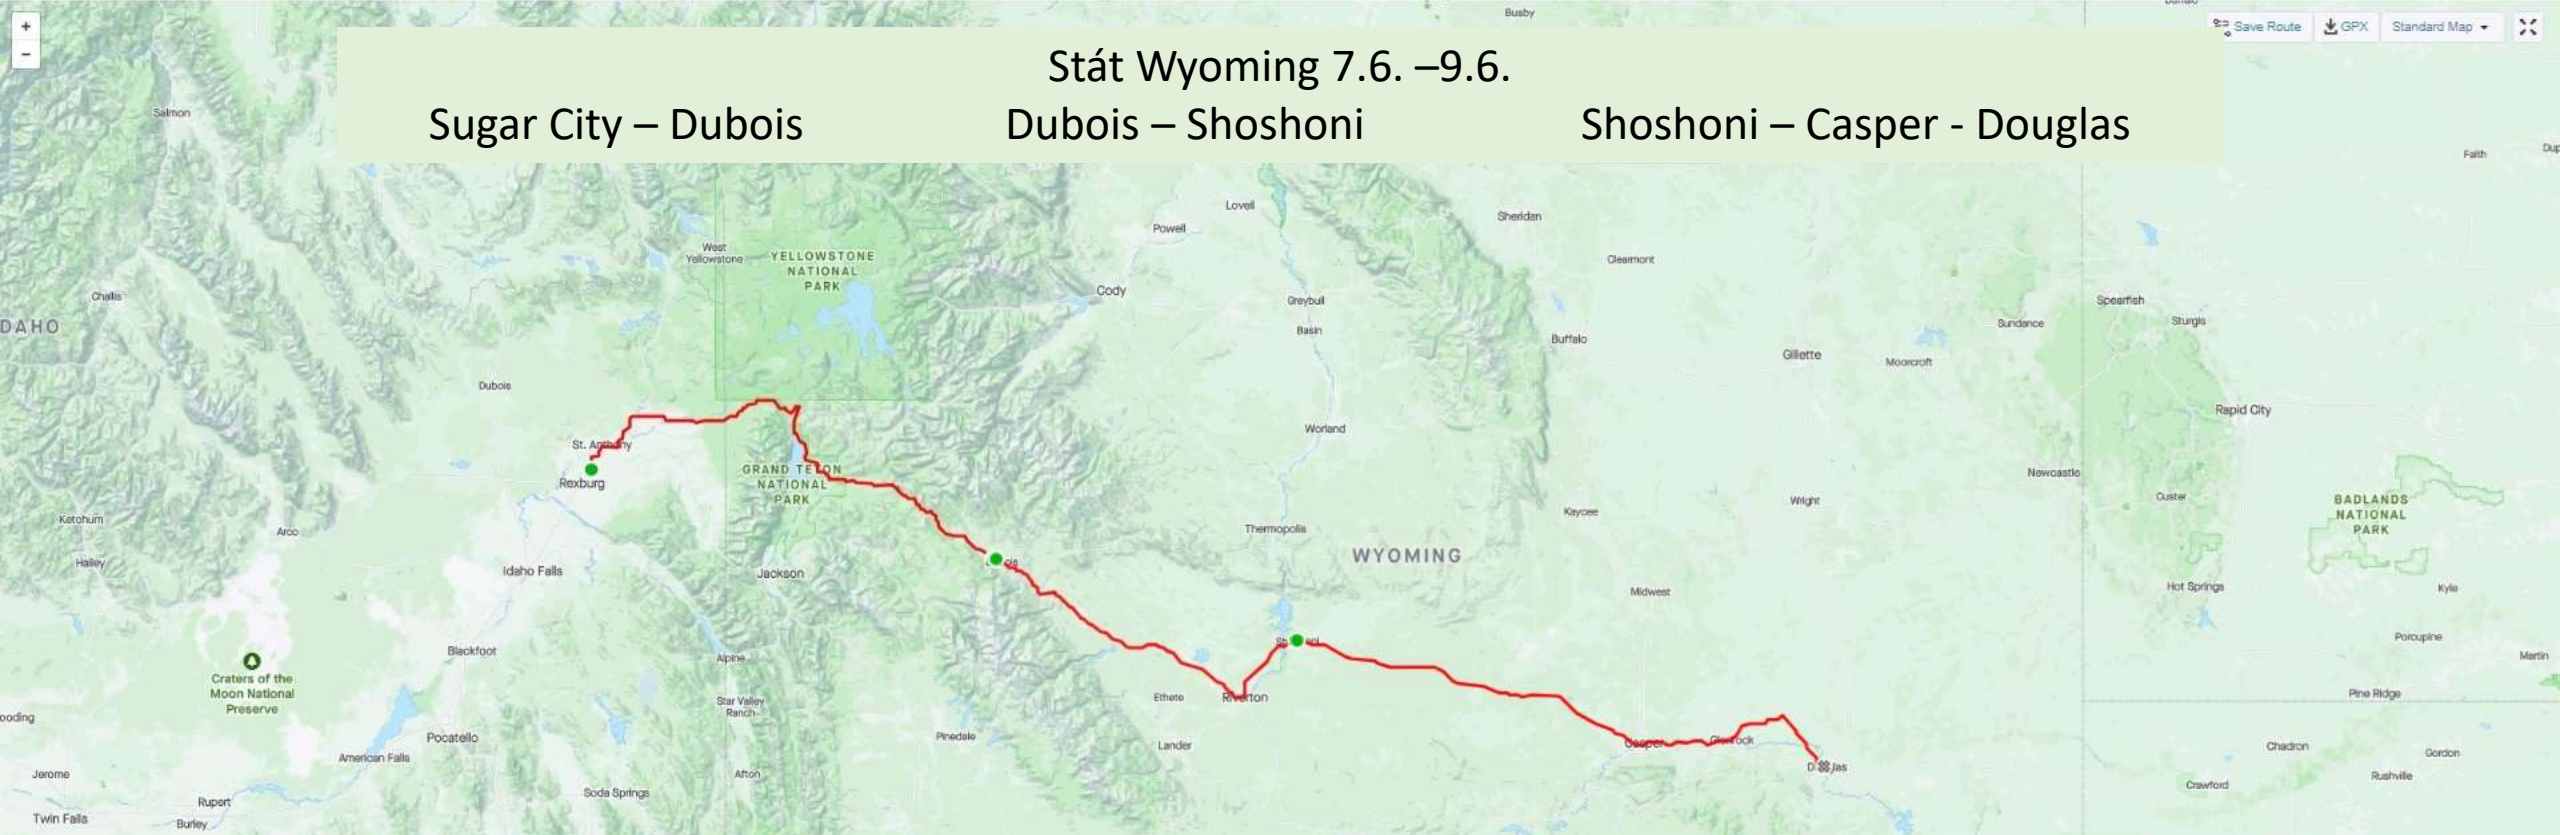 Busby
+
−
Save Route
GPX
Standard Map
Stát Wyoming 7.6. –9.6.
Sugar City – Dubois Dubois – Shoshoni Shoshoni – Casper - Douglas
Salmon
Faith
Lovell
Powell
Sheridan
West
Yellowstone
YELLOWSTONE
NATIONAL
PARK
Clearmont
Challis
Cody
Greybull
Spearfish
DAHO
Basin
Sundance
Sturgis
Buffalo
Gillette
Moorcroft
Dubois
Rapid City
Worland
St. Anthony
GRAND TETON
NATIONAL
PARK
Rexburg
Newcastle
Custer
BADLANDS
NATIONAL
PARK
Wright
Kaycee
Ketchum
Arco
Thermopolis
WYOMING
Hailey
Idaho Falls
Jackson
Midwest
Hot Springs
Kyle
Porcupine
Blackfoot
Alpine
Martin
Craters of the
Moon National
Preserve
Star Valley
Ranch
Ethete
Riverton
Pine Ridge
ooding
Pocatello
Pinedale
Lander
Casper
Glenrock
Chadron
Gordon
American Falls
Jerome
Afton
Rushville
Crawford
Soda Springs
Rupert
Twin Falls
Burley